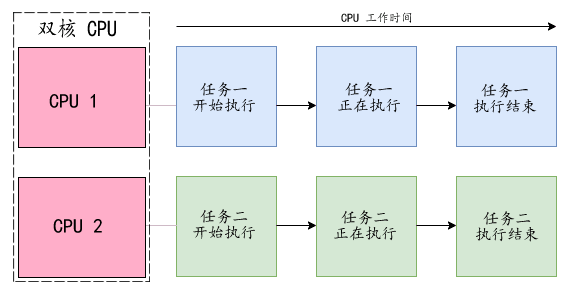 双核 CPU
CPU 工作时间
CPU 1
任务一
开始执行
任务一
正在执行
任务一
执行结束
CPU 2
任务二
开始执行
任务二
正在执行
任务二
执行结束